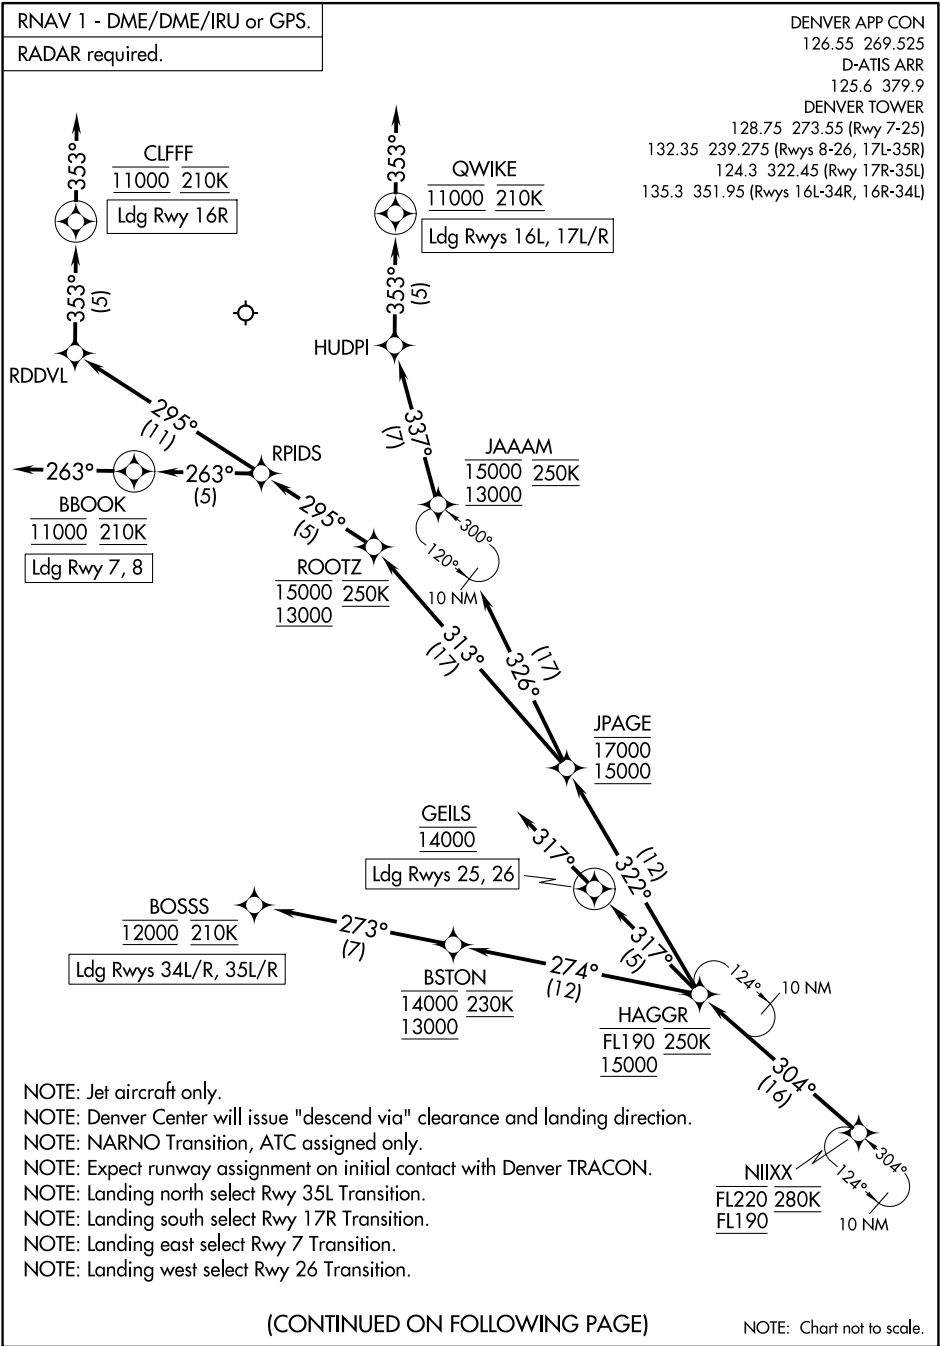 RNAV 1 - DME/DME/IRU or GPS.
RADAR required.
DENVER APP CON
126.55 269.525
D-ATIS ARR
125.6 379.9
DENVER TOWER
128.75 273.55 (Rwy 7-25)
132.35 239.275 (Rwys 8-26, 17L-35R)
124.3 322.45 (Rwy 17R-35L)
135.3 351.95 (Rwys 16L-34R, 16R-34L)
353°
CLFFF
11000 210K
Ldg Rwy 16R
353°
(5)
RDDVL
353°
QWIKE
11000 210K
Ldg Rwys 16L, 17L/R
353°
(5)
HUDPI
295°
(11)
337°
(7)
RPIDS
263°
263°
(5)
BBOOK
11000 210K
Ldg Rwy 7, 8
295°
(5)
JAAAM
15000 250K
13000
300°
120°
10 NM
ROOTZ
15000 250K
13000
313°
(17)
326°
(17)
JPAGE
17000
15000
GEILS
14000
Ldg Rwys 25, 26
317°
322°
(12)
317°
(5)
BOSSS
12000 210K
Ldg Rwys 34L/R, 35L/R
273°
(7)
BSTON
14000 230K
13000
274°
(12)
HAGGR
FL190 250K
15000
124°
10 NM
304°
(16)
NIIXX
FL220 280K
FL190
304°
124°
10 NM
NOTE: Jet aircraft only.
NOTE: Denver Center will issue "descend via" clearance and landing direction.
NOTE: NARNO Transition, ATC assigned only.
NOTE: Expect runway assignment on initial contact with Denver TRACON.
NOTE: Landing north select Rwy 35L Transition.
NOTE: Landing south select Rwy 17R Transition.
NOTE: Landing east select Rwy 7 Transition.
NOTE: Landing west select Rwy 26 Transition.
(CONTINUED ON FOLLOWING PAGE)
NOTE: Chart not to scale.